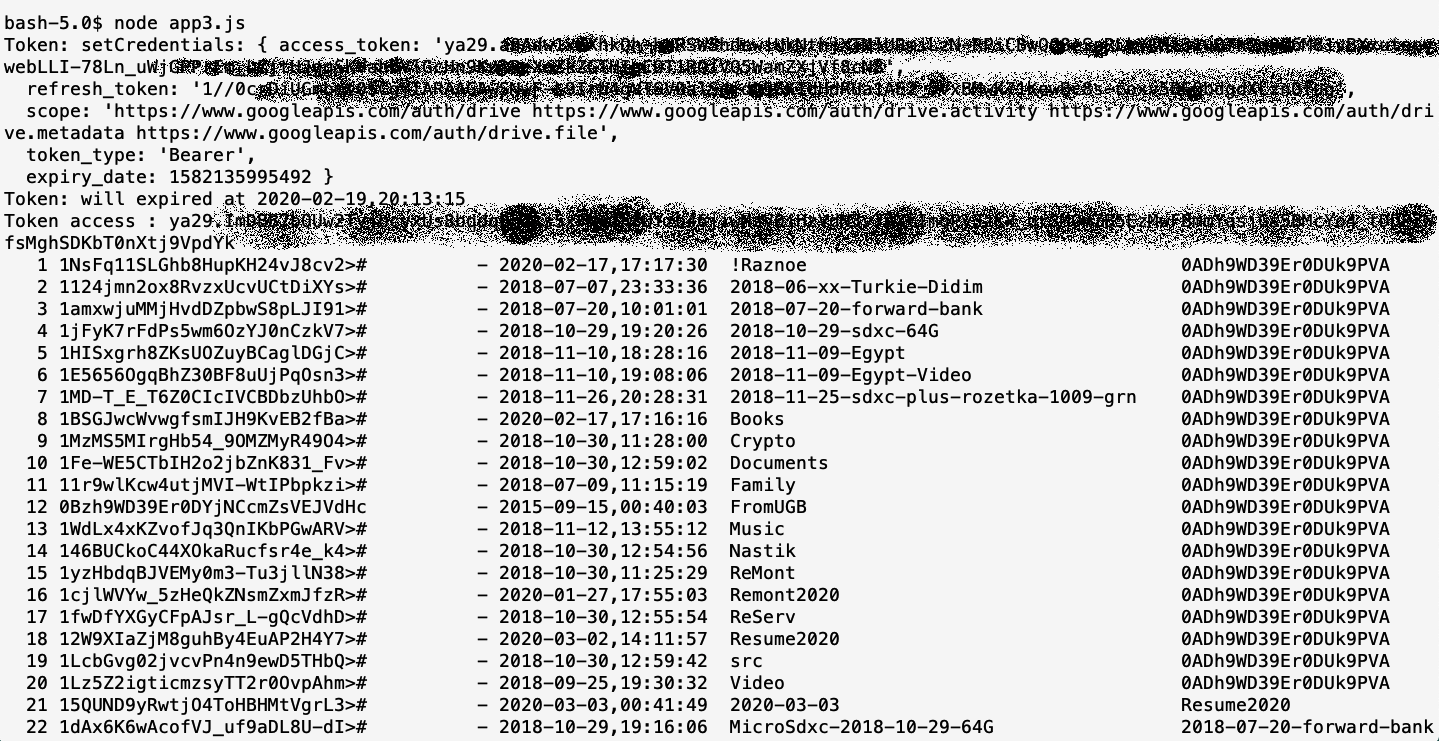 bash-5.0$ node app3.js
Token: setCredentials: { access_token: 'ya29.
webLLI-78Ln_uWjG
refresh_token: '1//0c
scope: 'https://www.googleapis.com/auth/drive https://www.googleapis.com/auth/drive.activity https://www.googleapis.com/auth/dri
ve.metadata https://www.googleapis.com/auth/drive.file',
token_type: 'Bearer',
expiry_date: 1582135995492 }
Token: will expired at 2020-02-19,20:13:15
Token access : ya29.
fsMghSDKbT0nXtj9VpdYk
1 1NsFq11SLGhb8HupKH24vJ8cv2># - 2020-02-17,17:17:30 !Raznoe 0ADh9WD39Er0DUk9PVA
2 1124jmn2ox8RvzxUcvUCtDiXYs># - 2018-07-07,23:33:36 2018-06-xx-Turkie-Didim 0ADh9WD39Er0DUk9PVA
3 1amxwjuMMjHvdDZpbwS8pLJI91># - 2018-07-20,10:01:01 2018-07-20-forward-bank 0ADh9WD39Er0DUk9PVA
4 1jFyK7rFdPs5wm6OzYJ0nCzkV7># - 2018-10-29,19:20:26 2018-10-29-sdxc-64G 0ADh9WD39Er0DUk9PVA
5 1HISxgrh8ZKsUOZuyBCaglDGjC># - 2018-11-10,18:28:16 2018-11-09-Egypt 0ADh9WD39Er0DUk9PVA
6 1E5656OgqBhZ30BF8uUjPqOsn3># - 2018-11-10,19:08:06 2018-11-09-Egypt-Video 0ADh9WD39Er0DUk9PVA
7 1MD-T_E_T6Z0CIcIVCBDbzUhbO># - 2018-11-26,20:28:31 2018-11-25-sdxc-plus-rozetka-1009-grn 0ADh9WD39Er0DUk9PVA
8 1BSGJwcWvwgfsmIJH9KvEB2fBa># - 2020-02-17,17:16:16 Books 0ADh9WD39Er0DUk9PVA
9 1MzMS5MIrgHb54_9OMZMyR49O4># - 2018-10-30,11:28:00 Crypto 0ADh9WD39Er0DUk9PVA
10 1Fe-WE5CTbIH2o2jbZnK831_Fv># - 2018-10-30,12:59:02 Documents 0ADh9WD39Er0DUk9PVA
11 11r9wlKcw4utjMVI-WtIPbpkzi># - 2018-07-09,11:15:19 Family 0ADh9WD39Er0DUk9PVA
12 0Bzh9WD39Er0DYjNCcmZsVEJVdHc - 2015-09-15,00:40:03 FromUGB 0ADh9WD39Er0DUk9PVA
13 1WdLx4xKZvofJq3QnIKbPGwARV># - 2018-11-12,13:55:12 Music 0ADh9WD39Er0DUk9PVA
14 146BUCkoC44XOkaRucfsr4e_k4># - 2018-10-30,12:54:56 Nastik 0ADh9WD39Er0DUk9PVA
15 1yzHbdqBJVEMy0m3-Tu3jllN38># - 2018-10-30,11:25:29 ReMont 0ADh9WD39Er0DUk9PVA
16 1cjlWVYw_5zHeQkZNsmZxmJfzR># - 2020-01-27,17:55:03 Remont2020 0ADh9WD39Er0DUk9PVA
17 1fwDfYXGyCFpAJsr_L-gQcVdhD># - 2018-10-30,12:55:54 ReServ 0ADh9WD39Er0DUk9PVA
18 12W9XIaZjM8guhBy4EuAP2H4Y7># - 2020-03-02,14:11:57 Resume2020 0ADh9WD39Er0DUk9PVA
19 1LcbGvg02jvcvPn4n9ewD5THbQ># - 2018-10-30,12:59:42 src 0ADh9WD39Er0DUk9PVA
20 1Lz5Z2igticmzsyTT2r0OvpAhm># - 2018-09-25,19:30:32 Video 0ADh9WD39Er0DUk9PVA
21 15QUND9yRwtjO4ToHBHMtVgrL3># - 2020-03-03,00:41:49 2020-03-03 Resume2020
22 1dAx6K6wAcofVJ_uf9aDL8U-dI># - 2018-10-29,19:16:06 MicroSdxc-2018-10-29-64G 2018-07-20-forward-bank